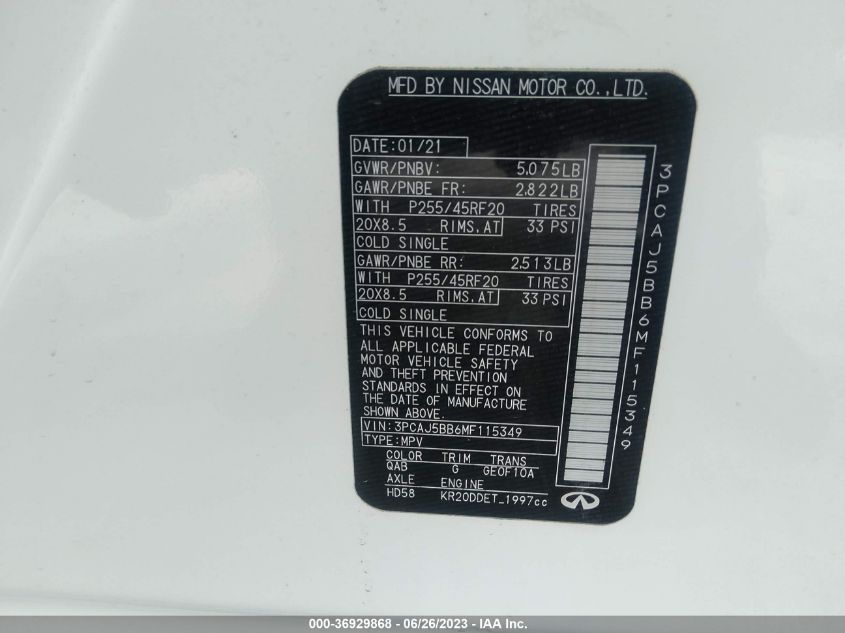 MFD BY NISSAN MOTOR CO.,LTD.
DATE:01/21
GVWR/PNBV: 5.075LB
GAWR/PNBE FR: 2.822LB
WITH P255/45RF20 TIRES
20X8.5 RIMS,AT 33 PSI
COLD SINGLE
GAWR/PNBE RR: 2.513LB
WITH P255/45RF20 TIRES
20X8.5 RIMS,AT 33 PSI
COLD SINGLE
THIS VEHICLE CONFORMS TO
ALL APPLICABLE FEDERAL
MOTOR VEHICLE SAFETY
AND THEFT PREVENTION
STANDARDS IN EFFECT ON
THE DATE OF MANUFACTURE
SHOWN ABOVE.
VIN:3PCAJ5BB6MF115349
TYPE:MPV
COLOR TRIM TRANS
QAB G GE0F10A
AXLE ENGINE
HD58 KR20DDET_1997cc
3PCAJ5BB6MF115349
000-36929868 - 06/26/2023 - IAA Inc.